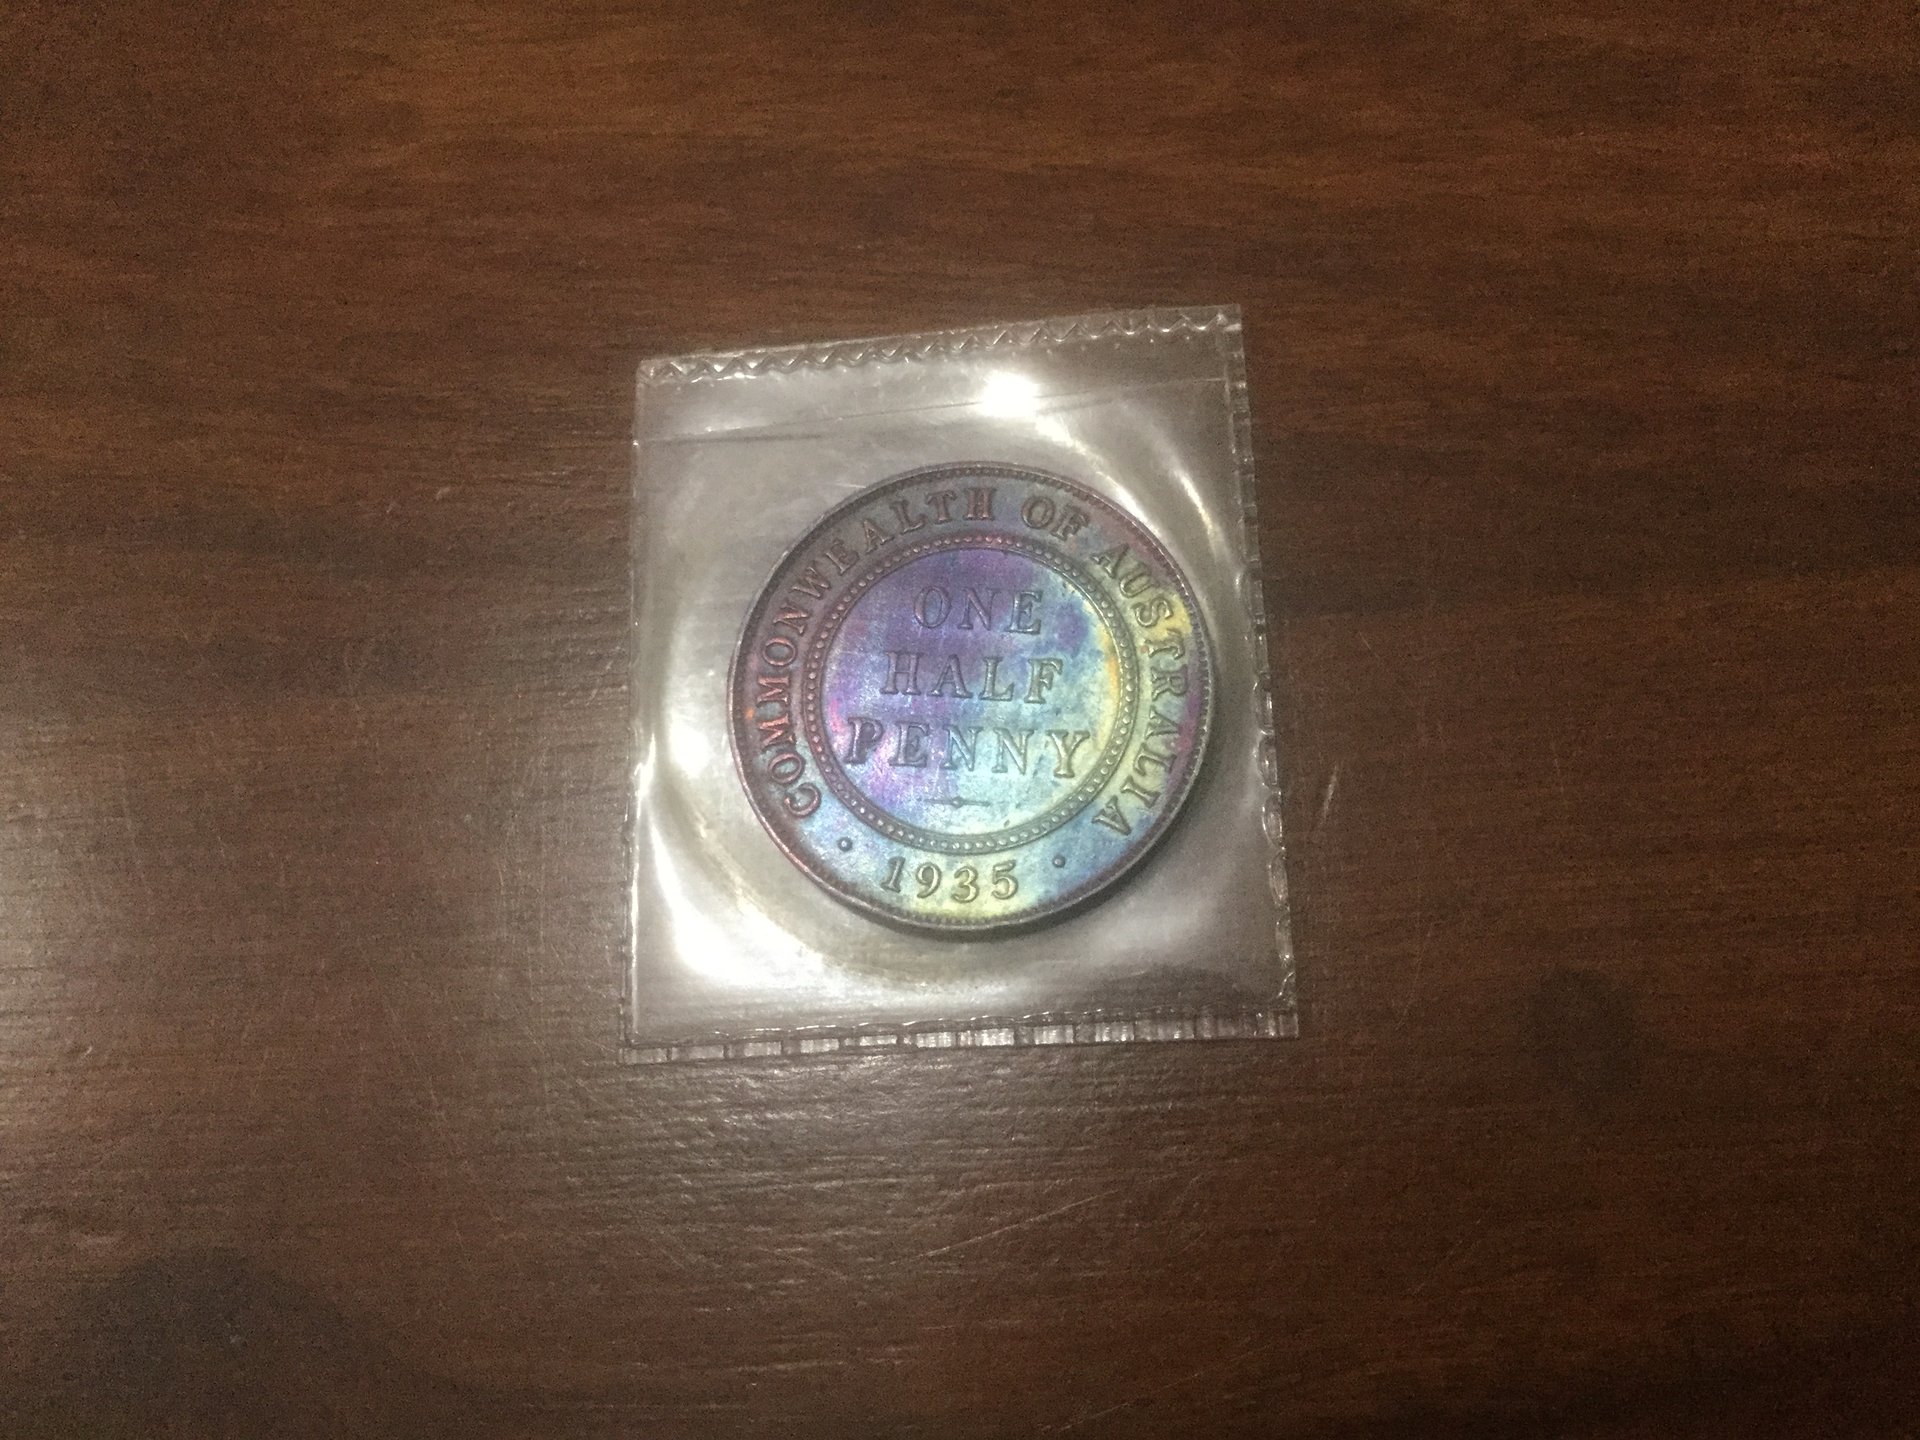 COMMONWEALTH OF AUSTRALIA
ONE
HALF
PENNY
· 1935 ·